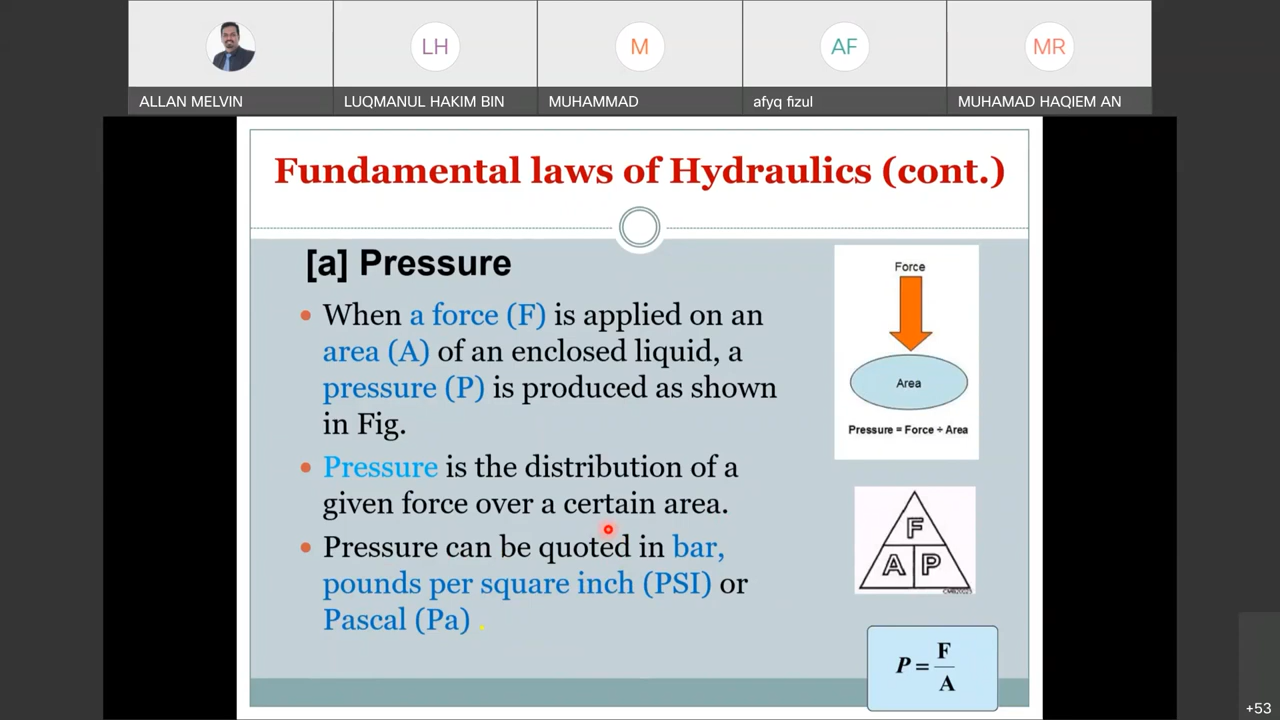 LH
M
AF
MR
ALLAN MELVIN
LUQMANUL HAKIM BIN
MUHAMMAD
afyq fizul
MUHAMAD HAQIEM AN
Fundamental laws of Hydraulics (cont.)
[a] Pressure
• When a force (F) is applied on an
area (A) of an enclosed liquid, a
pressure (P) is produced as shown
in Fig.
• Pressure is the distribution of a
given force over a certain area.
• Pressure can be quoted in bar,
pounds per square inch (PSI) or
Pascal (Pa) .
Force
Area
Pressure = Force ÷ Area
F
A P
P = F
A
+53